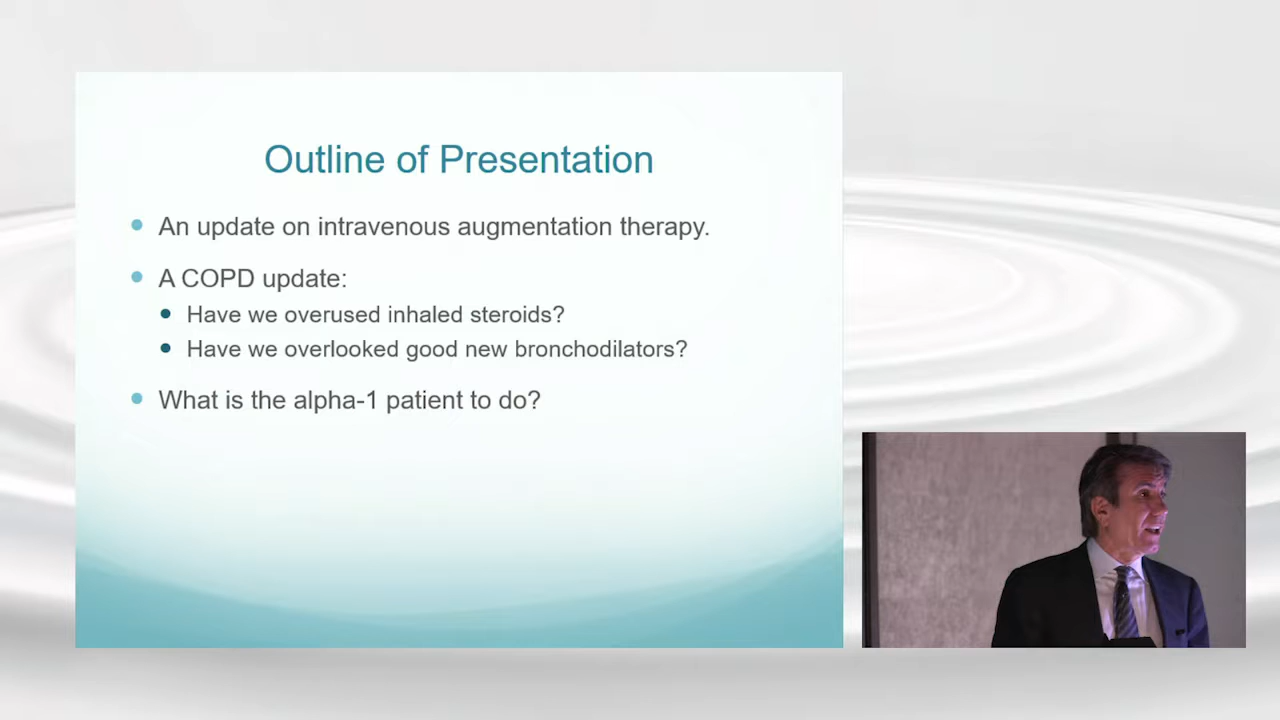 Outline of Presentation
An update on intravenous augmentation therapy.
A COPD update:
Have we overused inhaled steroids?
Have we overlooked good new bronchodilators?
What is the alpha-1 patient to do?